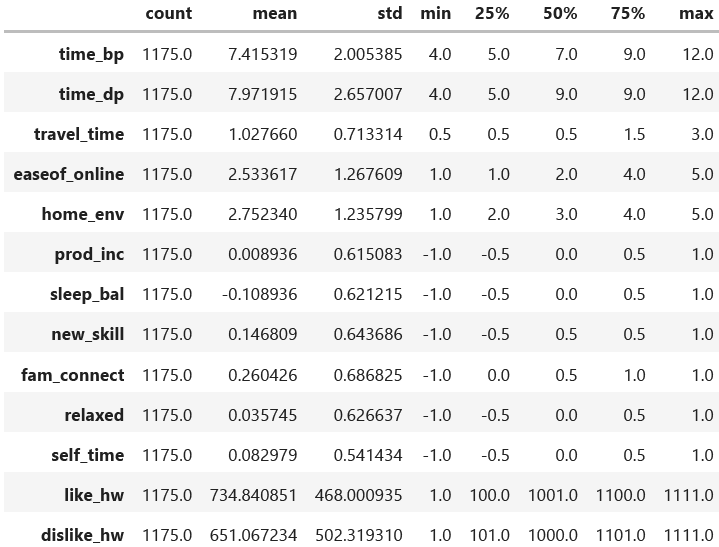 count mean std min 25% 50% 75% max
time_bp 1175.0 7.415319 2.005385 4.0 5.0 7.0 9.0 12.0
time_dp 1175.0 7.971915 2.657007 4.0 5.0 9.0 9.0 12.0
travel_time 1175.0 1.027660 0.713314 0.5 0.5 0.5 1.5 3.0
easeof_online 1175.0 2.533617 1.267609 1.0 1.0 2.0 4.0 5.0
home_env 1175.0 2.752340 1.235799 1.0 2.0 3.0 4.0 5.0
prod_inc 1175.0 0.008936 0.615083 -1.0 -0.5 0.0 0.5 1.0
sleep_bal 1175.0 -0.108936 0.621215 -1.0 -0.5 0.0 0.5 1.0
new_skill 1175.0 0.146809 0.643686 -1.0 -0.5 0.5 0.5 1.0
fam_connect 1175.0 0.260426 0.686825 -1.0 0.0 0.5 1.0 1.0
relaxed 1175.0 0.035745 0.626637 -1.0 -0.5 0.0 0.5 1.0
self_time 1175.0 0.082979 0.541434 -1.0 -0.5 0.0 0.5 1.0
like_hw 1175.0 734.840851 468.000935 1.0 100.0 1001.0 1100.0 1111.0
dislike_hw 1175.0 651.067234 502.319310 1.0 101.0 1000.0 1101.0 1111.0